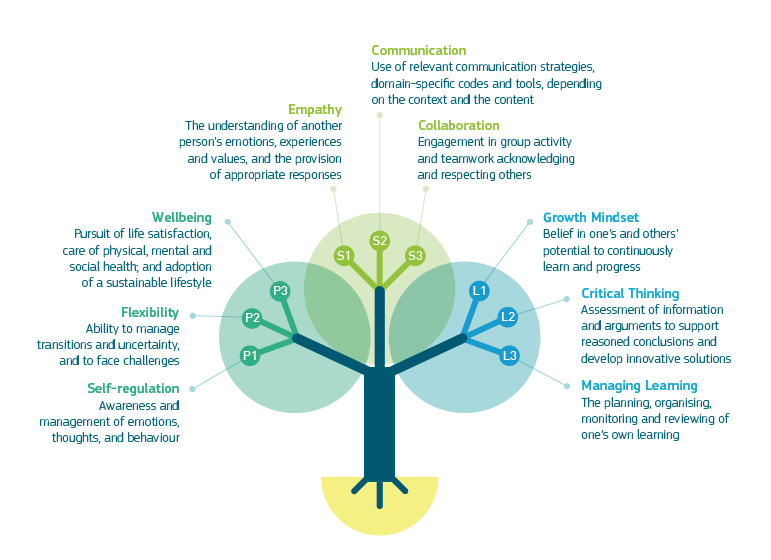 Communication
Use of relevant communication strategies,
domain-specific codes and tools, depending
on the context and the content
Empathy
The understanding of another
person's emotions, experiences
and values, and the provision
of appropriate responses
Collaboration
Engagement in group activity
and teamwork acknowledging
and respecting others
Wellbeing
Pursuit of life satisfaction,
care of physical, mental and
social health; and adoption
of a sustainable lifestyle
Growth Mindset
Belief in one's and others'
potential to continuously
learn and progress
Flexibility
Ability to manage
transitions and uncertainty,
and to face challenges
Critical Thinking
Assessment of information
and arguments to support
reasoned conclusions and
develop innovative solutions
Self-regulation
Awareness and
management of emotions,
thoughts, and behaviour
Managing Learning
The planning, organising,
monitoring and reviewing of
one's own learning
S1
S2
S3
P3
P2
P1
L1
L2
L3